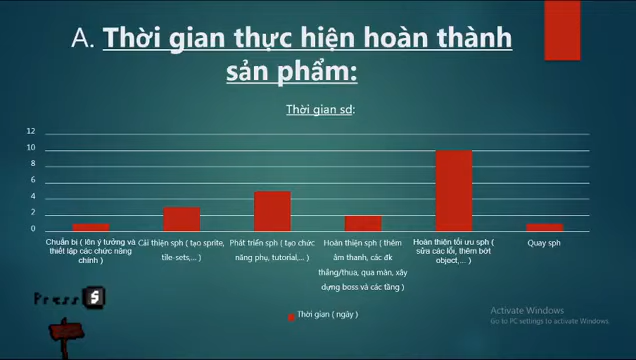 A. Thời gian thực hiện hoàn thành
sản phẩm:
Thời gian sd:
12
10
8
6
4
2
0
Chuẩn bị ( lên ý tưởng và
thiết lập các chức năng
chính )
Cải thiện sph ( tạo sprite,
tile-sets,... )
Phát triển sph ( tạo chức
năng phụ, tutorial,... )
Hoàn thiện sph ( thêm
âm thanh, các đk
thắng/thua, qua màn, xây
dựng boss và các tầng )
Hoàn thiện tối ưu sph (
sửa các lỗi, thêm bớt
object,... )
Quay sph
Press S
Thời gian ( ngày )
Activate Windows
Go to PC settings to activate Windows.